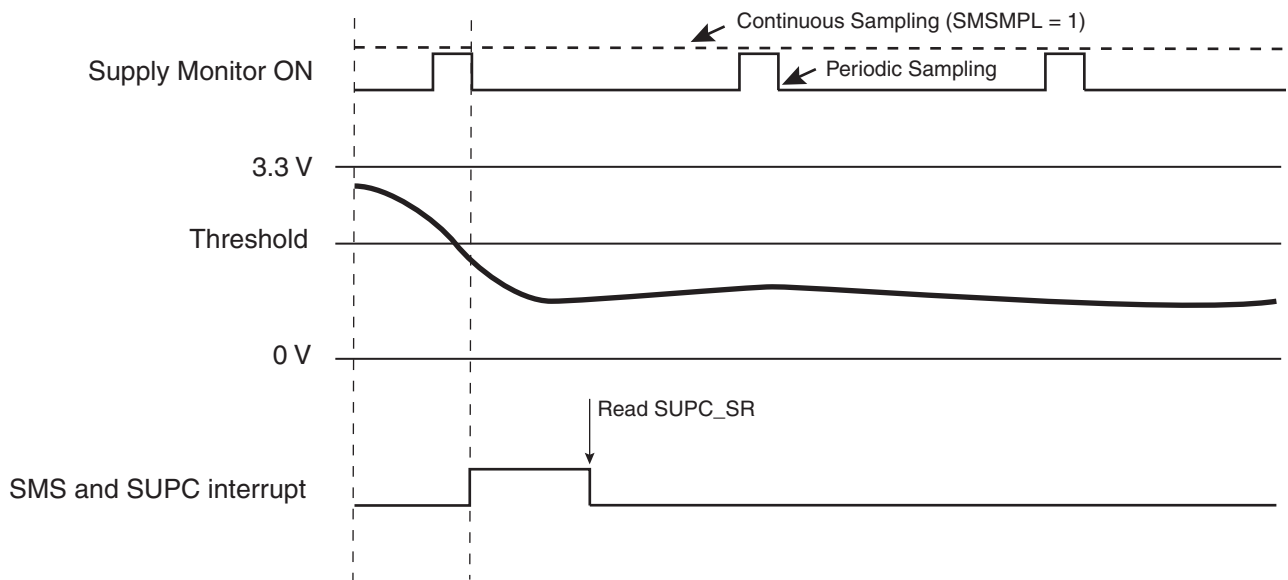 Continuous Sampling (SMSMPL = 1)
Supply Monitor ON
Periodic Sampling
3.3 V
Threshold
0 V
Read SUPC_SR
SMS and SUPC interrupt